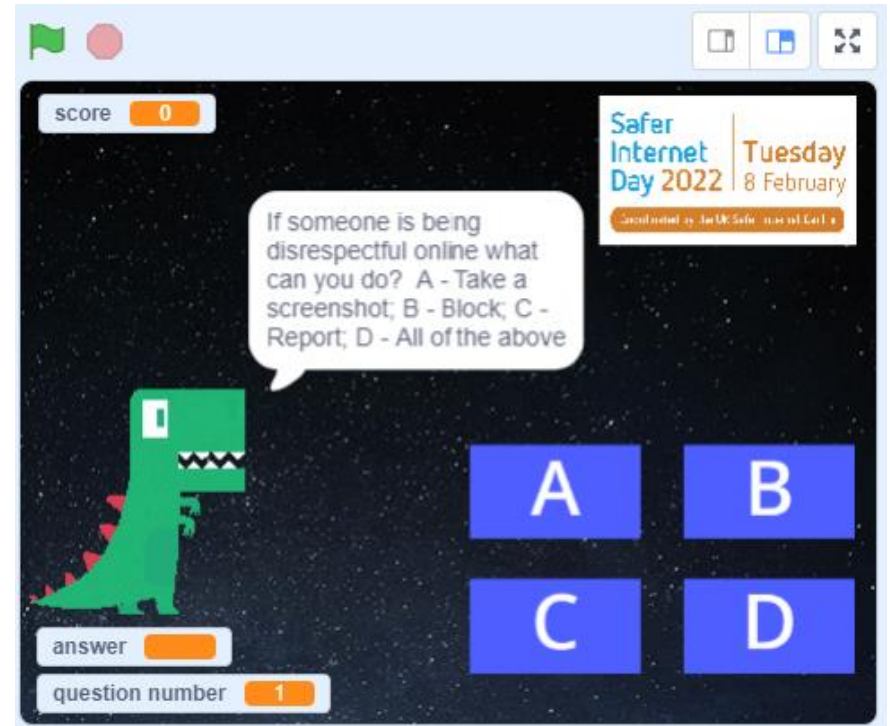 score 0
Safer
Internet
Day 2022
Tuesday
8 February
If someone is being
disrespectful online what
can you do? A - Take a
screenshot; B - Block; C -
Report; D - All of the above
A B
C D
answer
question number 1